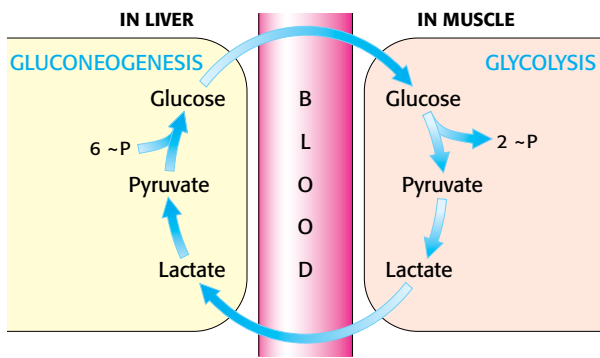 IN LIVER
IN MUSCLE
GLUCONEOGENESIS
GLYCOLYSIS
Glucose
B
Glucose
6 ~P
L
2 ~P
Pyruvate
O
Pyruvate
O
Lactate
D
Lactate